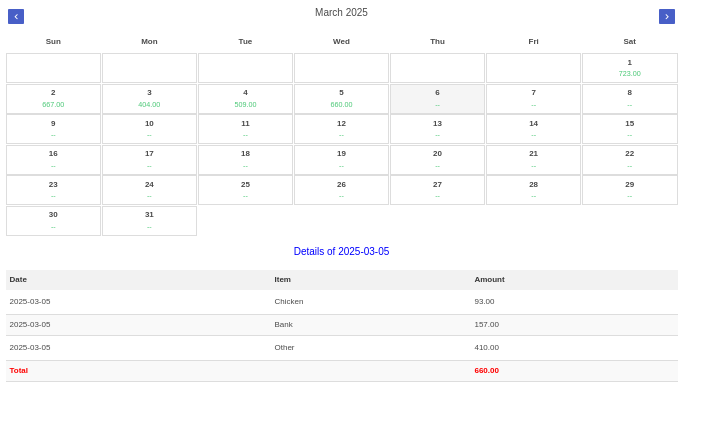 ‹ March 2025 ›
Sun Mon Tue Wed Thu Fri Sat
1
723.00
2 3 4 5 6 7 8
667.00 404.00 509.00 660.00 -- -- --
9 10 11 12 13 14 15
-- -- -- -- -- -- --
16 17 18 19 20 21 22
-- -- -- -- -- -- --
23 24 25 26 27 28 29
-- -- -- -- -- -- --
30 31
-- --
Details of 2025-03-05
Date Item Amount
2025-03-05 Chicken 93.00
2025-03-05 Bank 157.00
2025-03-05 Other 410.00
Total 660.00